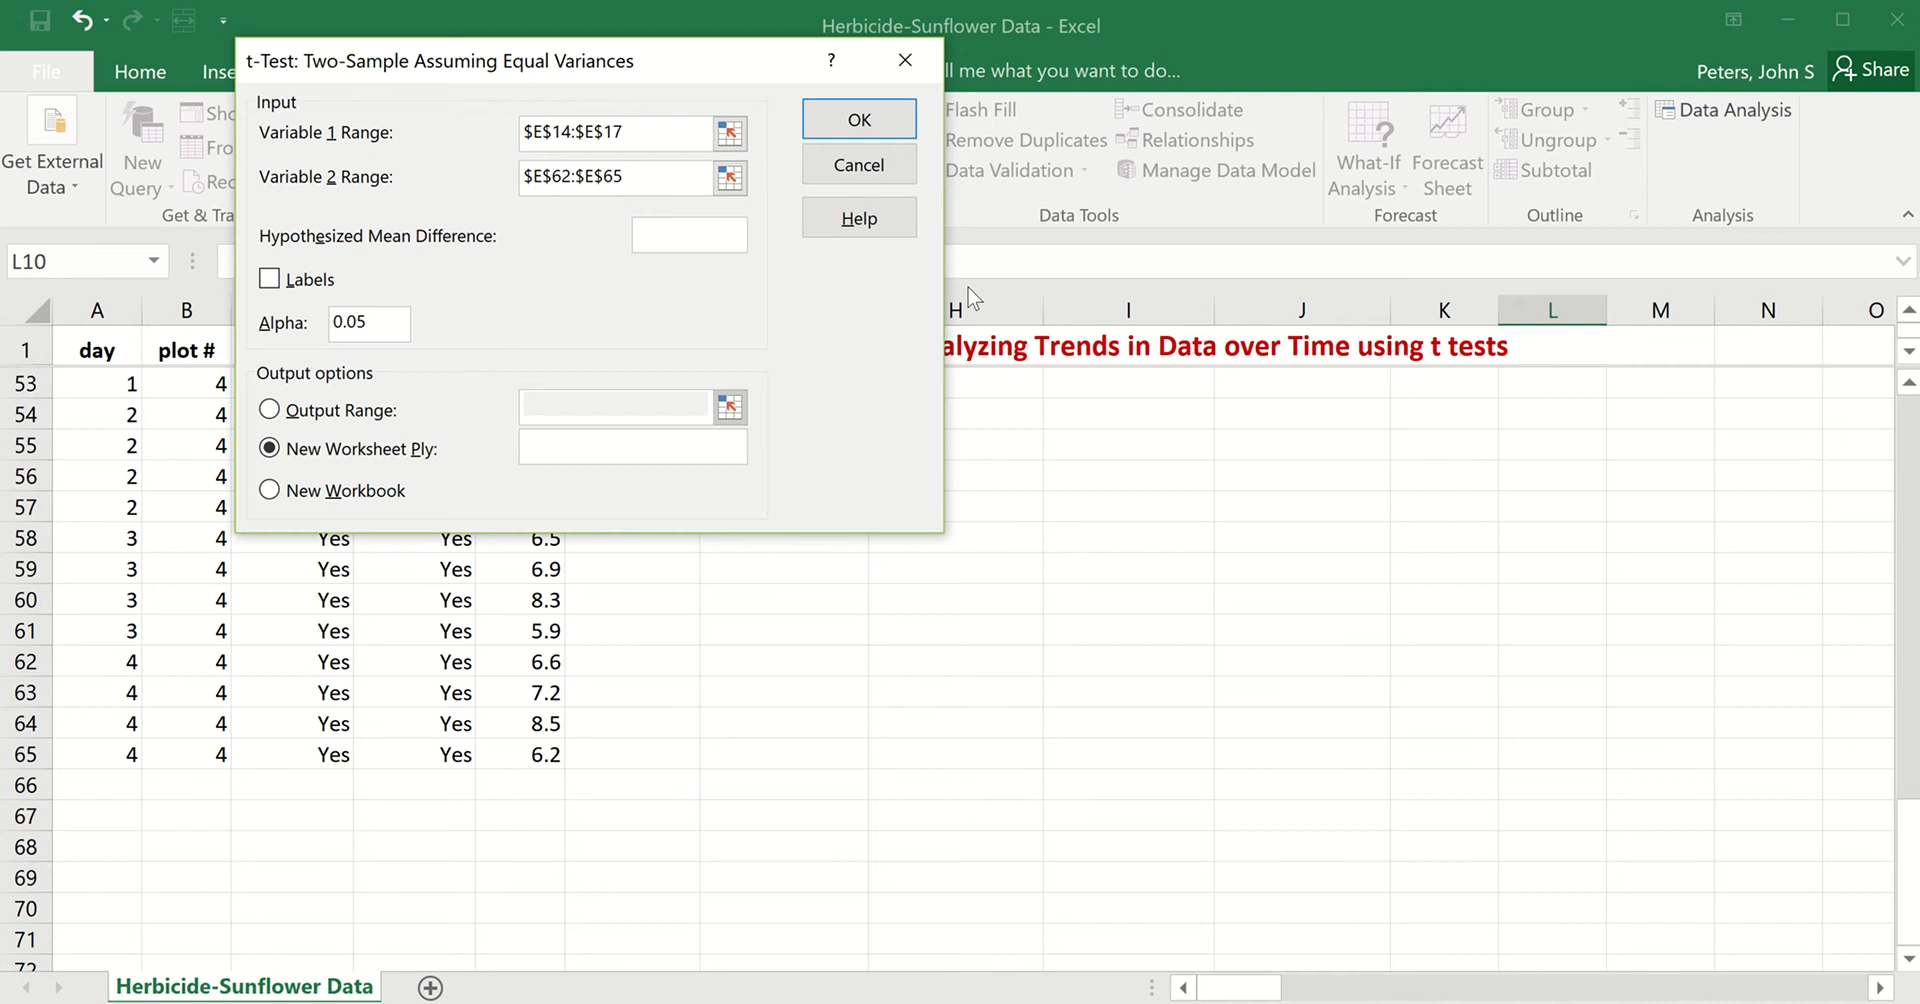 Herbicide-Sunflower Data - Excel
File
Home
Inse
ll me what you want to do...
Peters, John S
Share
Get External
Data
New
Query
Sho
Fro
Rec
Get & Tra
Flash Fill
Remove Duplicates
Data Validation
Consolidate
Relationships
Manage Data Model
Data Tools
What-If
Analysis
Forecast
Sheet
Forecast
Group
Ungroup
Subtotal
Outline
Data Analysis
Analysis
t-Test: Two-Sample Assuming Equal Variances
?
Input
Variable 1 Range: $E$14:$E$17
Variable 2 Range: $E$62:$E$65
Hypothesized Mean Difference:
Labels
Alpha: 0.05
Output options
Output Range:
New Worksheet Ply:
New Workbook
OK
Cancel
Help
L10
A B H I J K L M N O
1 day plot # alyzing Trends in Data over Time using t tests
53 1 4
54 2 4
55 2 4
56 2 4
57 2 4
58 3 4 Yes Yes 6.5
59 3 4 Yes Yes 6.9
60 3 4 Yes Yes 8.3
61 3 4 Yes Yes 5.9
62 4 4 Yes Yes 6.6
63 4 4 Yes Yes 7.2
64 4 4 Yes Yes 8.5
65 4 4 Yes Yes 6.2
66
67
68
69
70
71
72
Herbicide-Sunflower Data